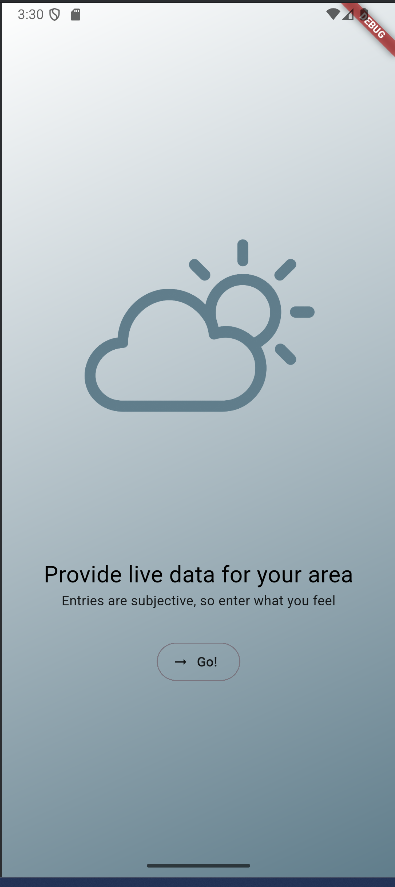 3:30
DEBUG
Provide live data for your area
Entries are subjective, so enter what you feel
→ Go!